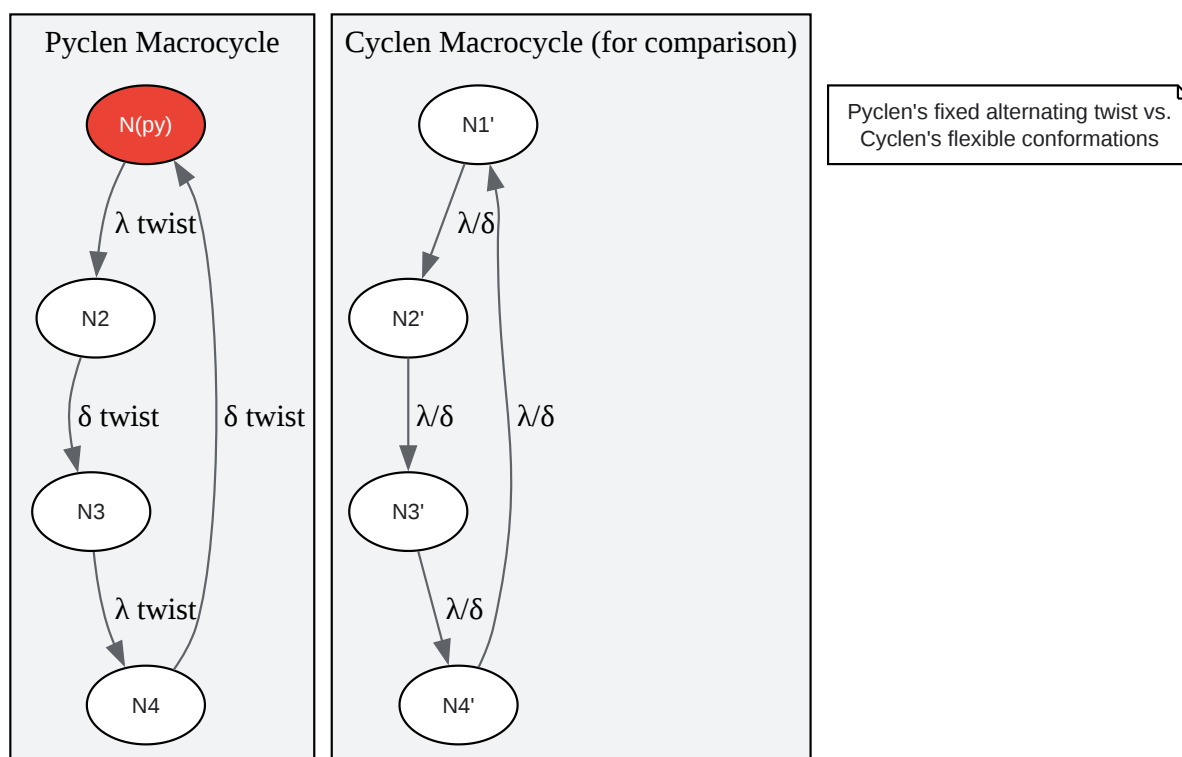 Pyclen Macrocycle
N(py)
λ twist
N2
δ twist
δ twist
N3
λ twist
N4
Cyclen Macrocycle (for comparison)
N1'
λ/δ
N2'
λ/δ
λ/δ
N3'
λ/δ
N4'
Pyclen's fixed alternating twist vs.
Cyclen's flexible conformations